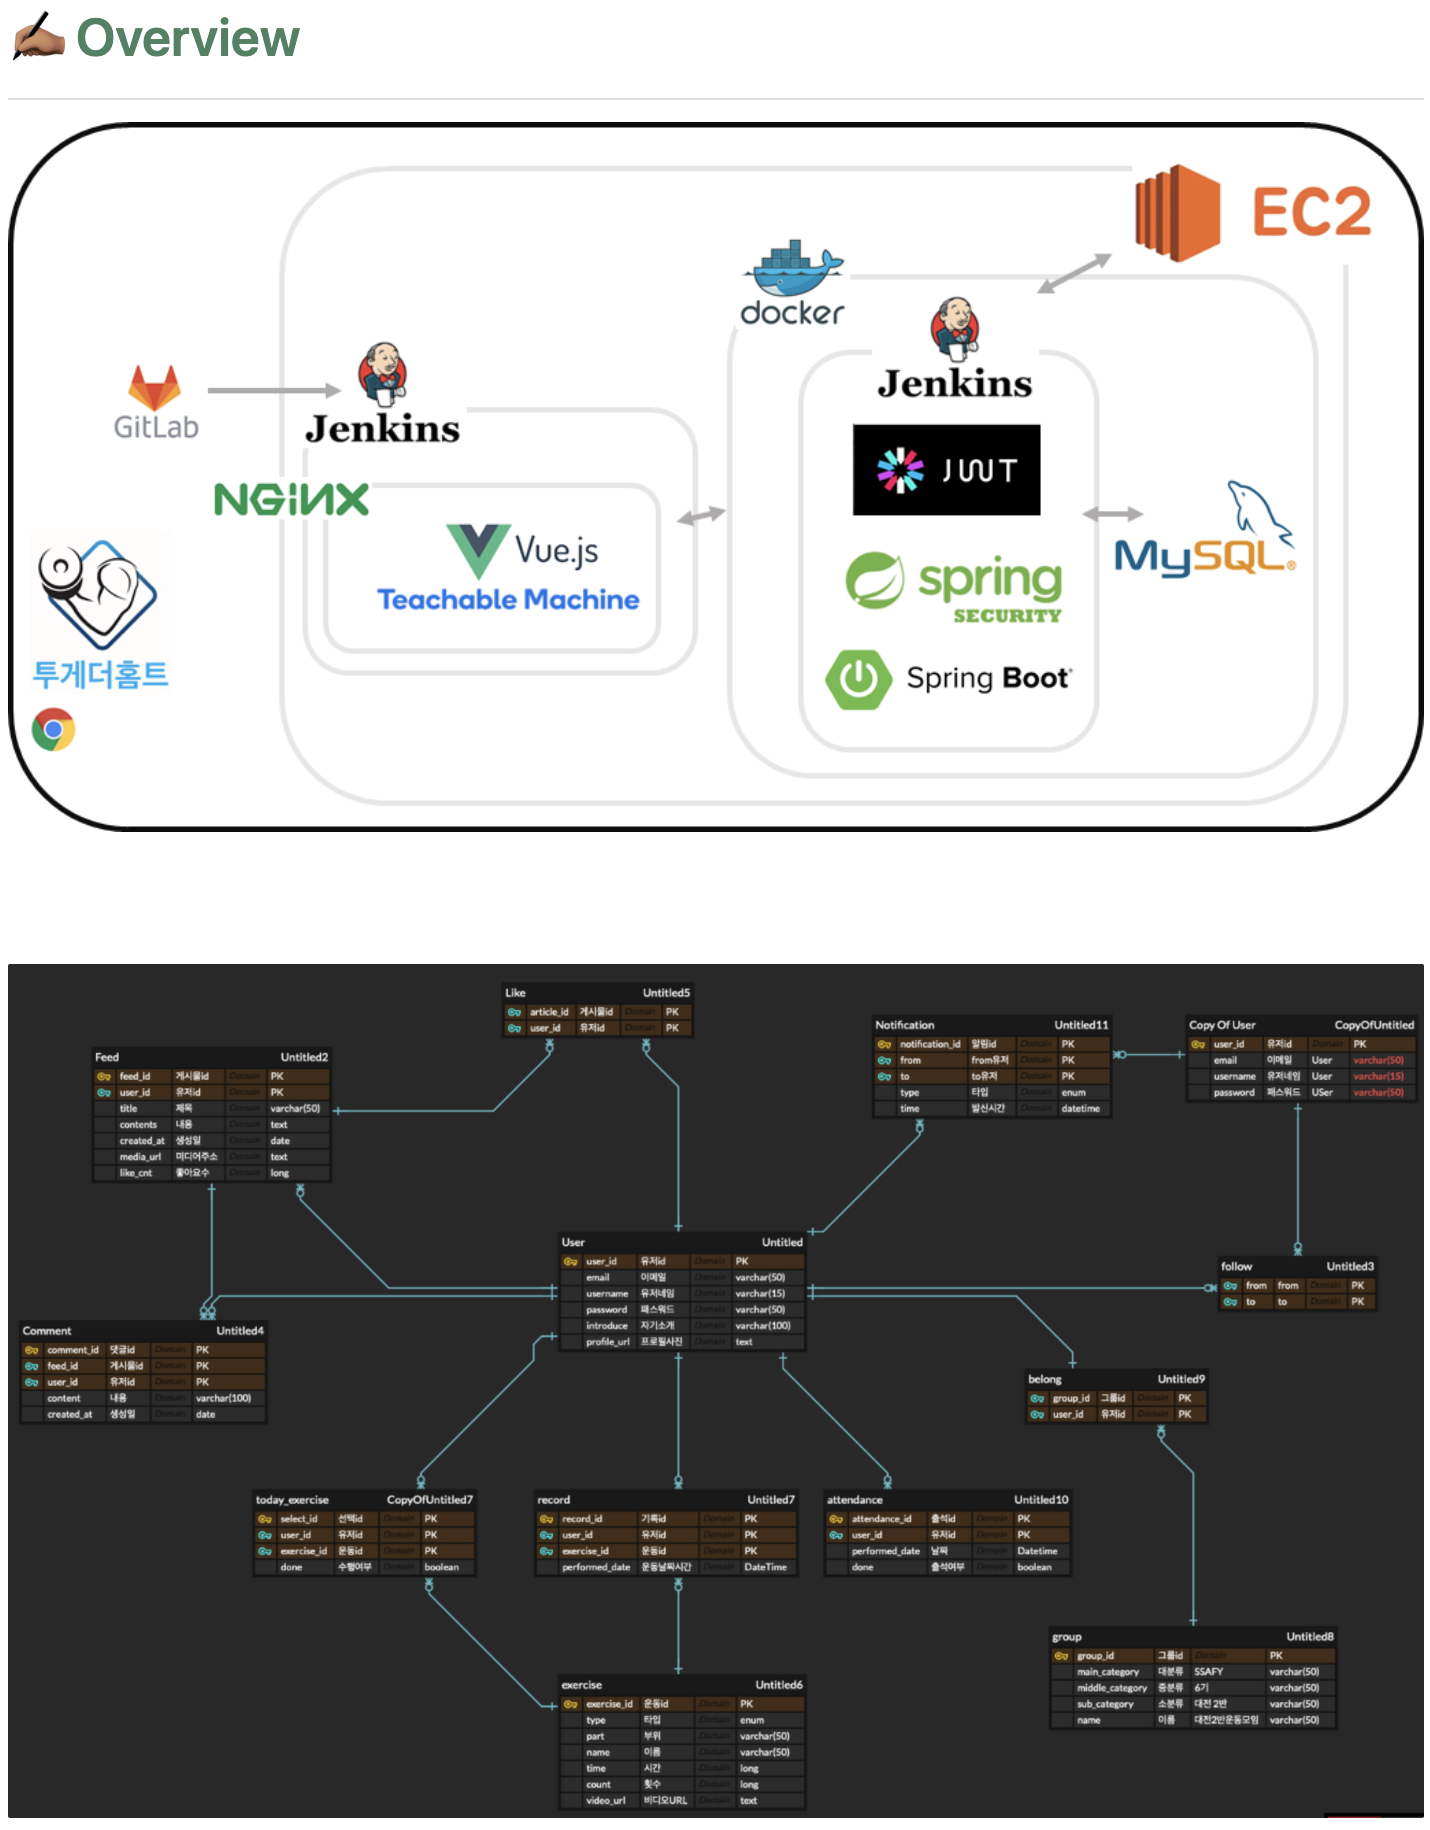 Overview
EC2
docker
Jenkins
GitLab
Jenkins
JWT
NGiNX
Vue.js
Teachable Machine
MySQL®
spring
SECURITY
Spring Boot
투게더홈트
Like Untitled5
article_id 게시물id Domain PK
user_id 유저id Domain PK
Notification Untitled11
notification_id 알림id Domain PK
from from유저 Domain PK
to to유저 Domain PK
type 타입 Domain enum
time 발신시간 Domain datetime
Copy Of User CopyOfUntitled
user_id 유저id Domain PK
email 이메일 User varchar(50)
username 유저네임 User varchar(15)
password 패스워드 USer varchar(50)
Feed Untitled2
feed_id 게시물id Domain PK
user_id 유저id Domain PK
title 제목 Domain varchar(50)
contents 내용 Domain text
created_at 생성일 Domain date
media_url 미디어주소 Domain text
like_cnt 좋아요수 Domain long
User Untitled
user_id 유저id Domain PK
email 이메일 Domain varchar(50)
username 유저네임 Domain varchar(15)
password 패스워드 Domain varchar(50)
introduce 자기소개 Domain varchar(100)
profile_url 프로필사진 Domain text
follow Untitled3
from from Domain PK
to to Domain PK
Comment Untitled4
comment_id 댓글id Domain PK
feed_id 게시물id Domain PK
user_id 유저id Domain PK
content 내용 Domain varchar(100)
created_at 생성일 Domain date
belong Untitled9
group_id 그룹id Domain PK
user_id 유저id Domain PK
today_exercise CopyOfUntitled7
select_id 선택id Domain PK
user_id 유저id Domain PK
exercise_id 운동id Domain PK
done 수행여부 Domain boolean
record Untitled7
record_id 기록id Domain PK
user_id 유저id Domain PK
exercise_id 운동id Domain PK
performed_date 운동날짜시간 Domain DateTime
attendance Untitled10
attendance_id 출석id Domain PK
user_id 유저id Domain PK
performed_date 날짜 Domain Datetime
done 출석여부 Domain boolean
group Untitled8
group_id 그룹id Domain PK
main_category 대분류 SSAFY varchar(50)
middle_category 중분류 6기 varchar(50)
sub_category 소분류 대전 2반 varchar(50)
name 이름 대전2반운동모임 varchar(50)
exercise Untitled6
exercise_id 운동id Domain PK
type 타입 Domain enum
part 부위 Domain varchar(50)
name 이름 Domain varchar(50)
time 시간 Domain long
count 횟수 Domain long
video_url 비디오URL Domain text